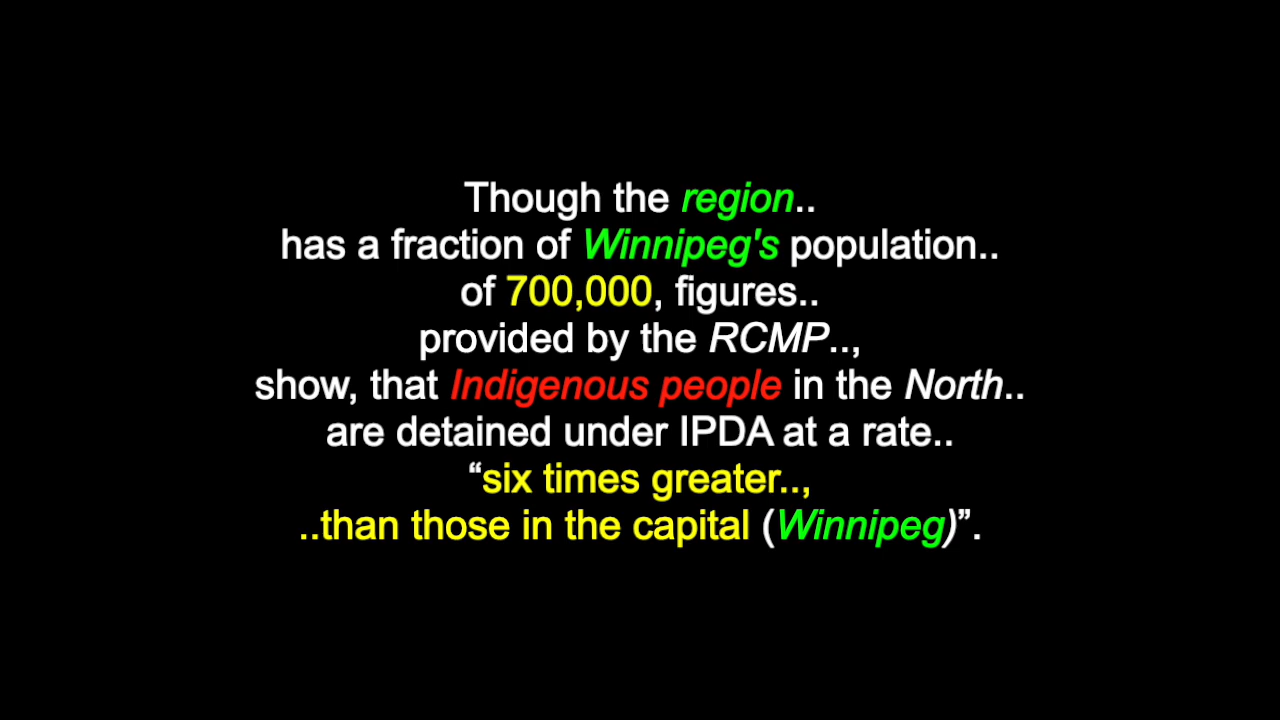 Though the region..
has a fraction of Winnipeg's population..
of 700,000, figures..
provided by the RCMP..,
show, that Indigenous people in the North..
are detained under IPDA at a rate..
“six times greater..,
..than those in the capital (Winnipeg)”.